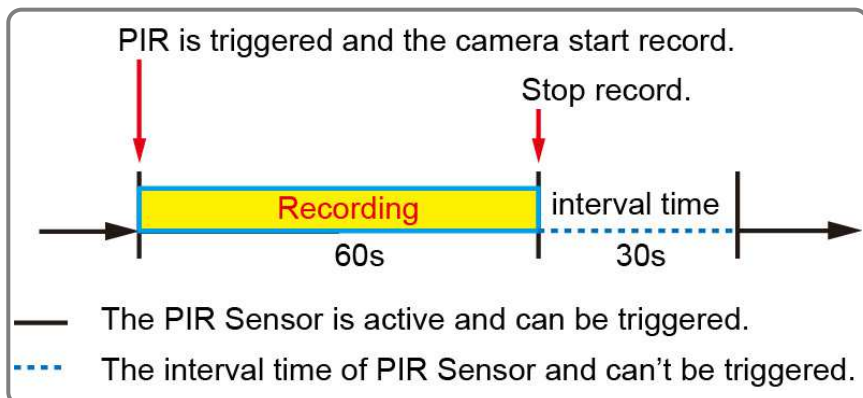 PIR is triggered and the camera start record.
Stop record.
Recording
interval time
60s
30s
The PIR Sensor is active and can be triggered.
The interval time of PIR Sensor and can't be triggered.